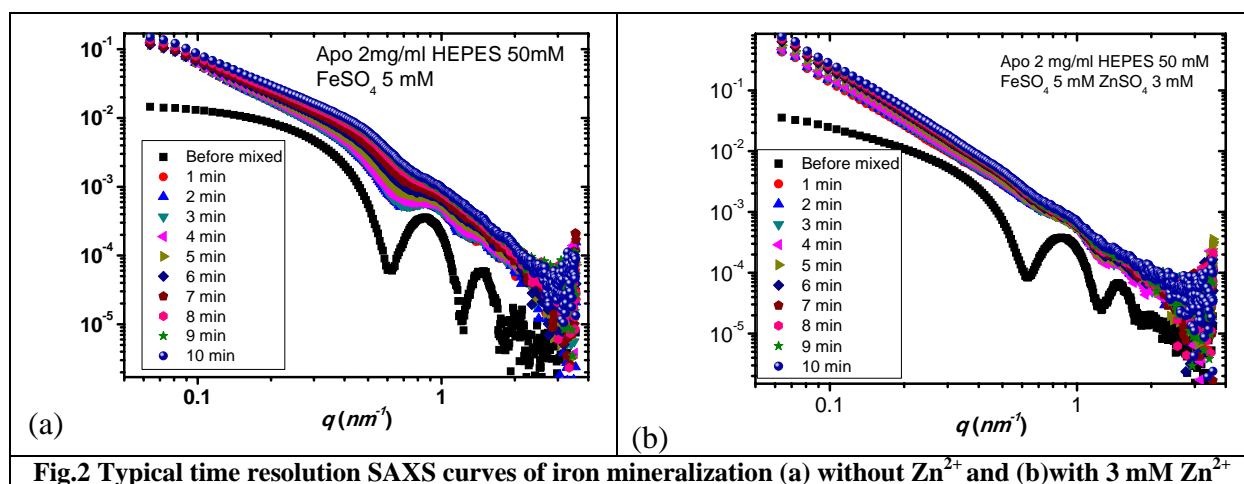 10⁻¹
10⁻²
10⁻³
10⁻⁴
10⁻⁵
Apo 2mg/ml HEPES 50mM
FeSO₄ 5 mM
Before mixed
1 min
2 min
3 min
4 min
5 min
6 min
7 min
8 min
9 min
10 min
0.1
1
q (nm⁻¹)
(a)
10⁻¹
10⁻²
10⁻³
10⁻⁴
10⁻⁵
Apo 2 mg/ml HEPES 50 mM
FeSO₄ 5 mM ZnSO₄ 3 mM
Before mixed
1 min
2 min
3 min
4 min
5 min
6 min
7 min
8 min
9 min
10 min
0.1
1
q (nm⁻¹)
(b)
Fig.2 Typical time resolution SAXS curves of iron mineralization (a) without Zn²⁺ and (b)with 3 mM Zn²⁺